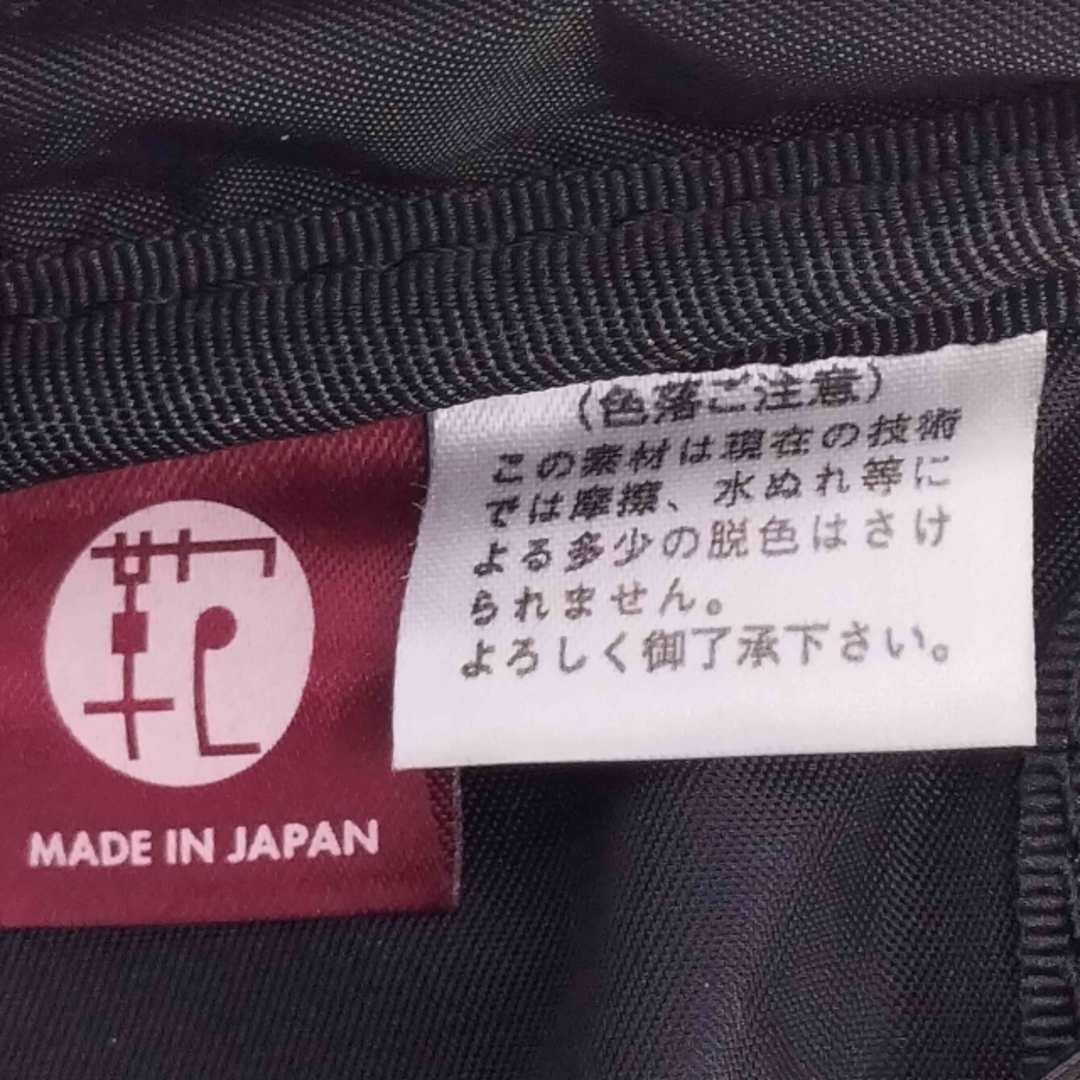 (色落ご注意)
この素材は現在の技術
では摩擦、水ぬれ等に
よる多少の脱色はさけ
られません。
よろしく御了承下さい。
MADE IN JAPAN